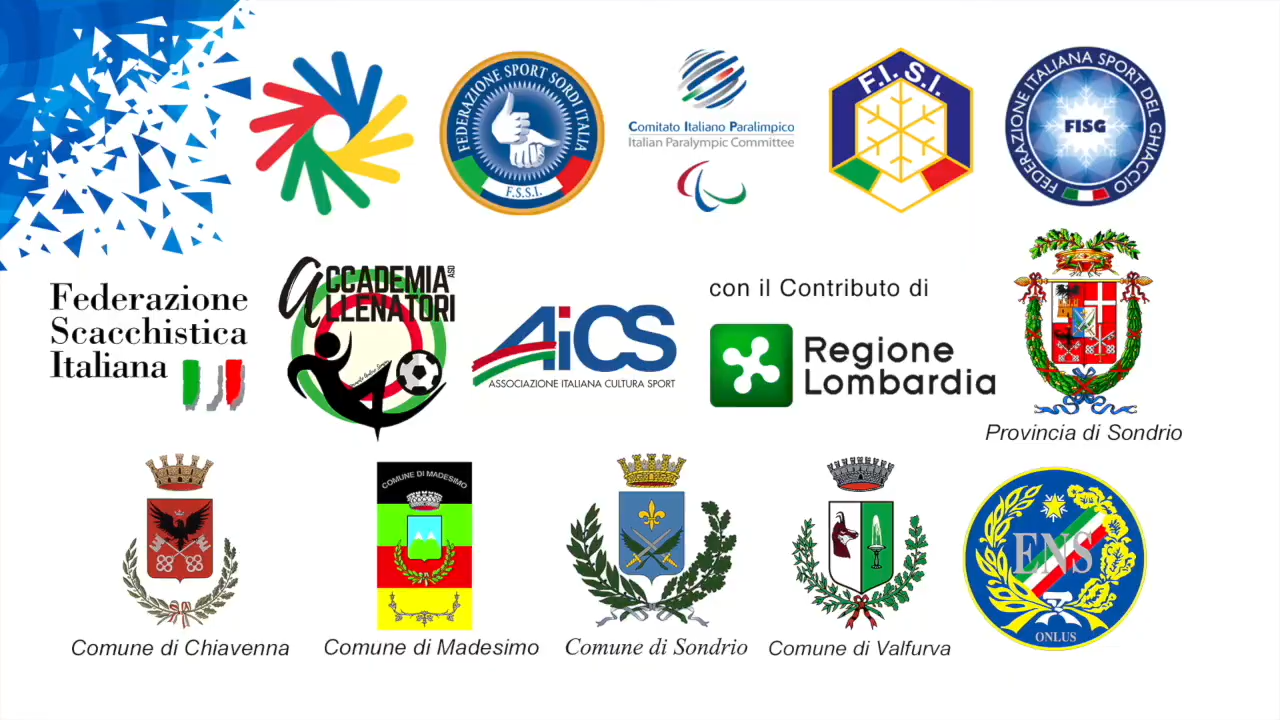 FEDERAZIONE SPORT SORDI ITALIA
F.S.S.I.
Comitato Italiano Paralimpico
Italian Paralympic Committee
F.I.S.I.
FEDERAZIONE ITALIANA SPORT DEL GHIACCIO
FISG
Federazione
Scacchistica
Italiana
aCCADEMIA
LLENATORI
ASI
AiCS
ASSOCIAZIONE ITALIANA CULTURA SPORT
con il Contributo di
Regione
Lombardia
Provincia di Sondrio
Comune di Chiavenna
COMUNE DI MADESIMO
Comune di Madesimo
Comune di Sondrio
Comune di Valfurva
ENS
ONLUS